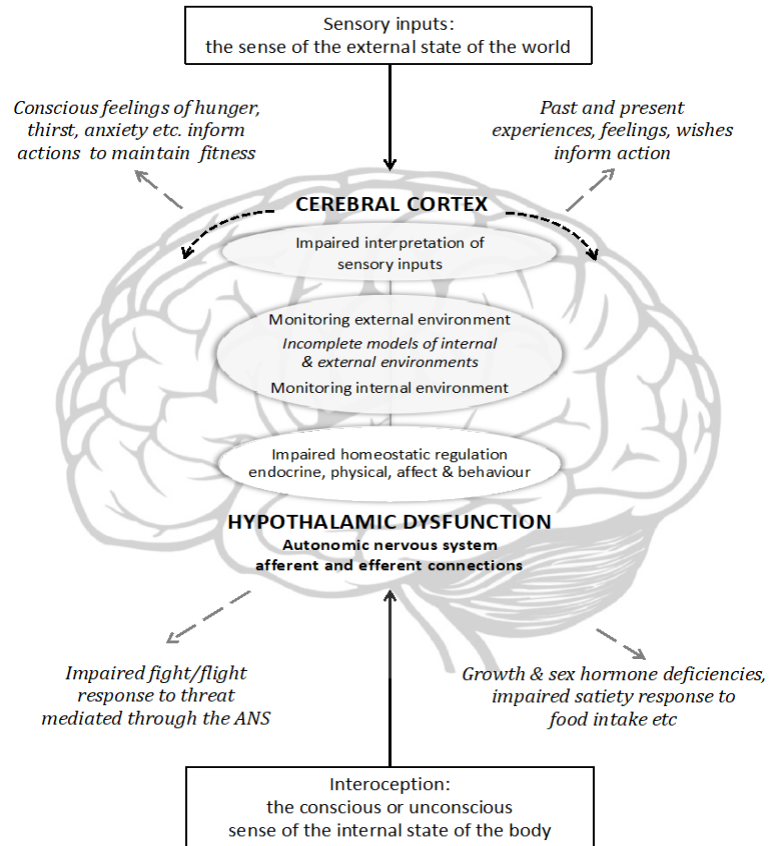 Sensory inputs:
the sense of the external state of the world
Conscious feelings of hunger,
thirst, anxiety etc. inform
actions to maintain fitness
Past and present
experiences, feelings, wishes
inform action
CEREBRAL CORTEX
Impaired interpretation of
sensory inputs
Monitoring external environment
Incomplete models of internal
& external environments
Monitoring internal environment
Impaired homeostatic regulation
endocrine, physical, affect & behaviour
HYPOTHALAMIC DYSFUNCTION
Autonomic nervous system
afferent and efferent connections
Impaired fight/flight
response to threat
mediated through the ANS
Growth & sex hormone deficiencies,
impaired satiety response to
food intake etc
Interoception:
the conscious or unconscious
sense of the internal state of the body